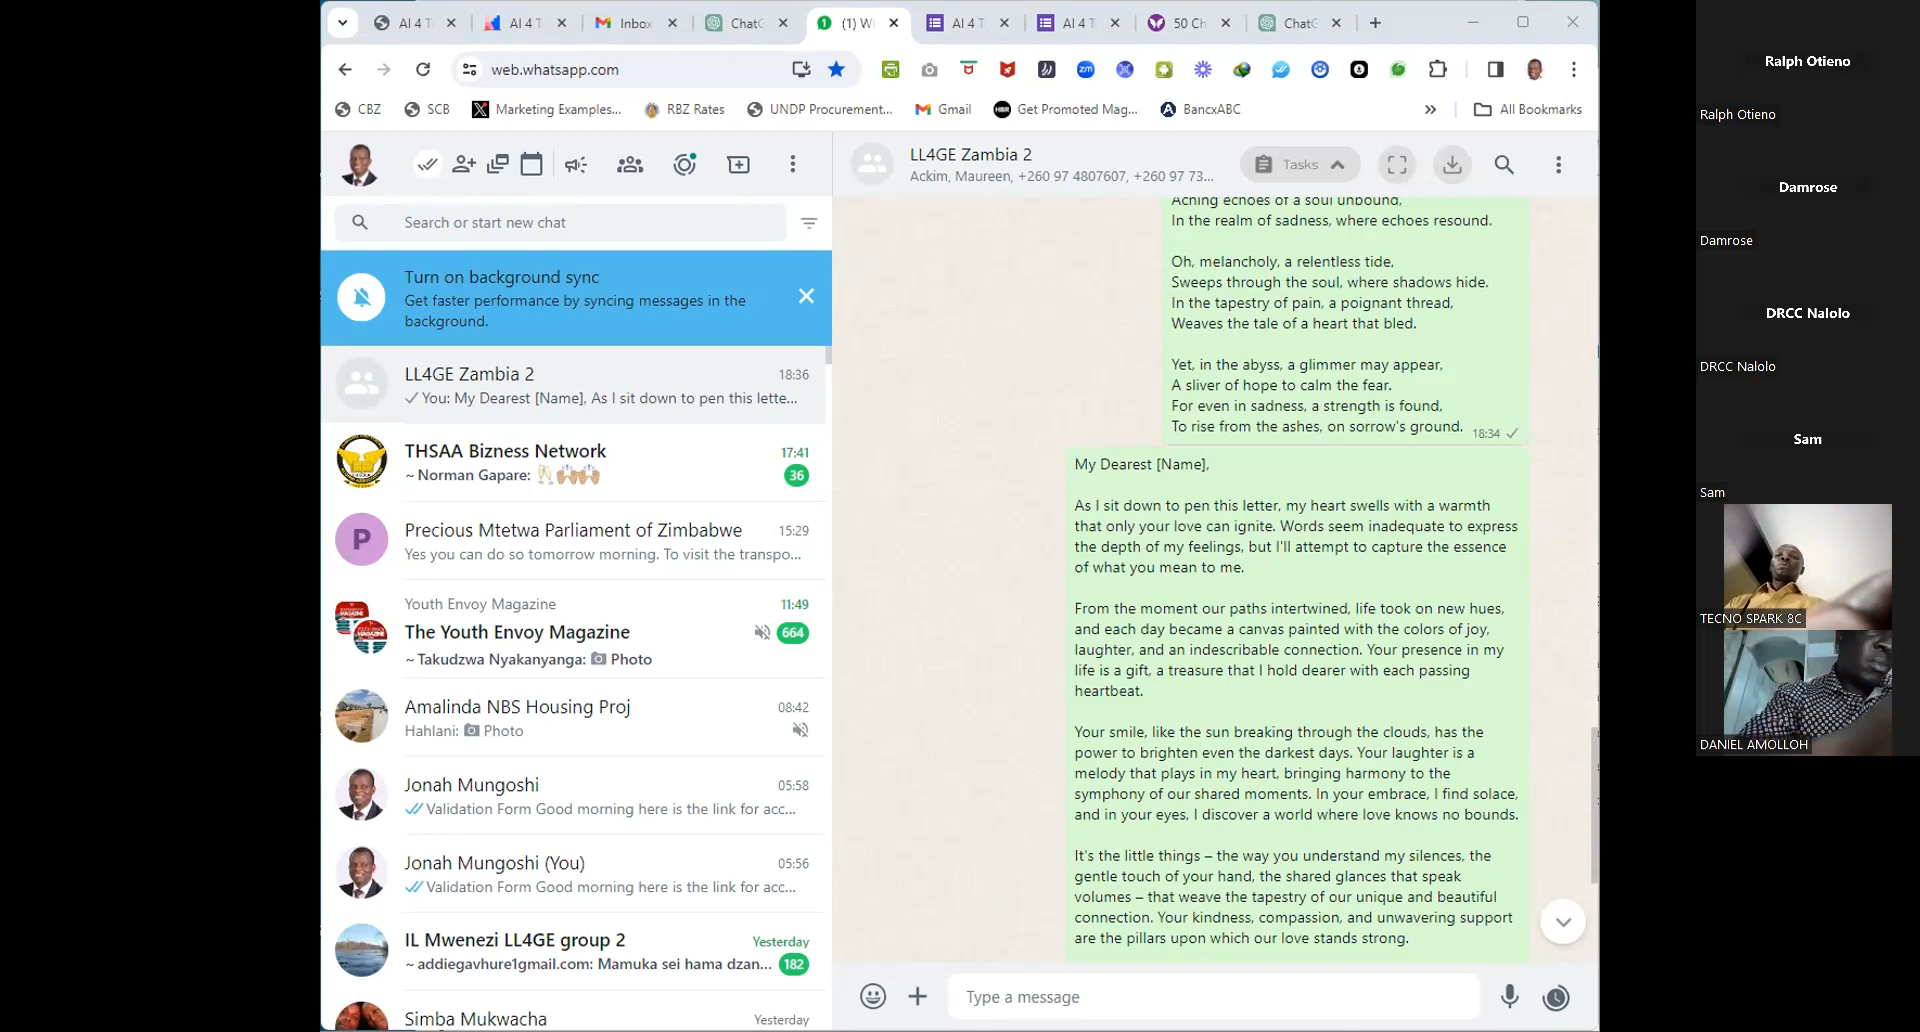 AI 4 T
AI 4 T
Inbox
ChatG
(1) W
AI 4 T
AI 4 T
50 Ch
ChatG
web.whatsapp.com
CBZ
SCB
Marketing Examples...
RBZ Rates
UNDP Procurement...
Gmail
Get Promoted Mag...
BancxABC
All Bookmarks
Search or start new chat
Turn on background sync
Get faster performance by syncing messages in the
background.
LL4GE Zambia 2
18:36
You: My Dearest [Name], As I sit down to pen this lette...
THSAA Bizness Network
17:41
~ Norman Gapare:
36
Precious Mtetwa Parliament of Zimbabwe
15:29
Yes you can do so tomorrow morning. To visit the transpo...
Youth Envoy Magazine
11:49
The Youth Envoy Magazine
664
~ Takudzwa Nyakanyanga: Photo
Amalinda NBS Housing Proj
08:42
Hahlani: Photo
Jonah Mungoshi
05:58
Validation Form Good morning here is the link for acc...
Jonah Mungoshi (You)
05:56
Validation Form Good morning here is the link for acc...
IL Mwenezi LL4GE group 2
Yesterday
~ addiegavhure1gmail.com: Mamuka sei hama dzan...
182
Simba Mukwacha
Yesterday
LL4GE Zambia 2
Ackim, Maureen, +260 97 4807607, +260 97 73...
Tasks
Aching echoes of a soul unbound,
In the realm of sadness, where echoes resound.
Oh, melancholy, a relentless tide,
Sweeps through the soul, where shadows hide.
In the tapestry of pain, a poignant thread,
Weaves the tale of a heart that bled.
Yet, in the abyss, a glimmer may appear,
A sliver of hope to calm the fear.
For even in sadness, a strength is found,
To rise from the ashes, on sorrow's ground.
18:34
My Dearest [Name],
As I sit down to pen this letter, my heart swells with a warmth
that only your love can ignite. Words seem inadequate to express
the depth of my feelings, but I'll attempt to capture the essence
of what you mean to me.
From the moment our paths intertwined, life took on new hues,
and each day became a canvas painted with the colors of joy,
laughter, and an indescribable connection. Your presence in my
life is a gift, a treasure that I hold dearer with each passing
heartbeat.
Your smile, like the sun breaking through the clouds, has the
power to brighten even the darkest days. Your laughter is a
melody that plays in my heart, bringing harmony to the
symphony of our shared moments. In your embrace, I find solace,
and in your eyes, I discover a world where love knows no bounds.
It's the little things – the way you understand my silences, the
gentle touch of your hand, the shared glances that speak
volumes – that weave the tapestry of our unique and beautiful
connection. Your kindness, compassion, and unwavering support
are the pillars upon which our love stands strong.
Type a message
Ralph Otieno
Ralph Otieno
Damrose
Damrose
DRCC Nalolo
DRCC Nalolo
Sam
Sam
TECNO SPARK 8C
DANIEL AMOLLOH